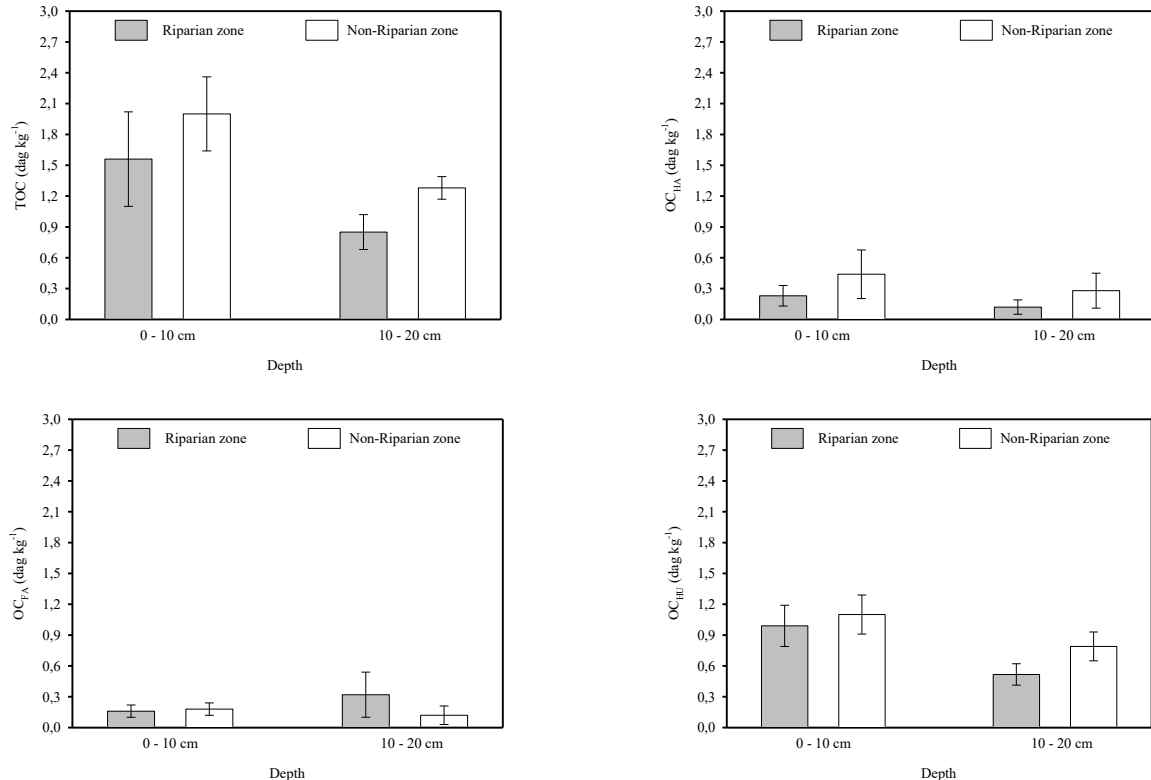 Riparian zone Non-Riparian zone
3,0
2,7
2,4
2,1
1,8
1,5
1,2
0,9
0,6
0,3
0,0
TOC (dag kg-1)
0 - 10 cm 10 - 20 cm
Depth
Riparian zone Non-Riparian zone
3,0
2,7
2,4
2,1
1,8
1,5
1,2
0,9
0,6
0,3
0,0
OCHA (dag kg-1)
0 - 10 cm 10 - 20 cm
Depth
Riparian zone Non-Riparian zone
3,0
2,7
2,4
2,1
1,8
1,5
1,2
0,9
0,6
0,3
0,0
OCFA (dag kg-1)
0 - 10 cm 10 - 20 cm
Depth
Riparian zone Non-Riparian zone
3,0
2,7
2,4
2,1
1,8
1,5
1,2
0,9
0,6
0,3
0,0
OCHU (dag kg-1)
0 - 10 cm 10 - 20 cm
Depth